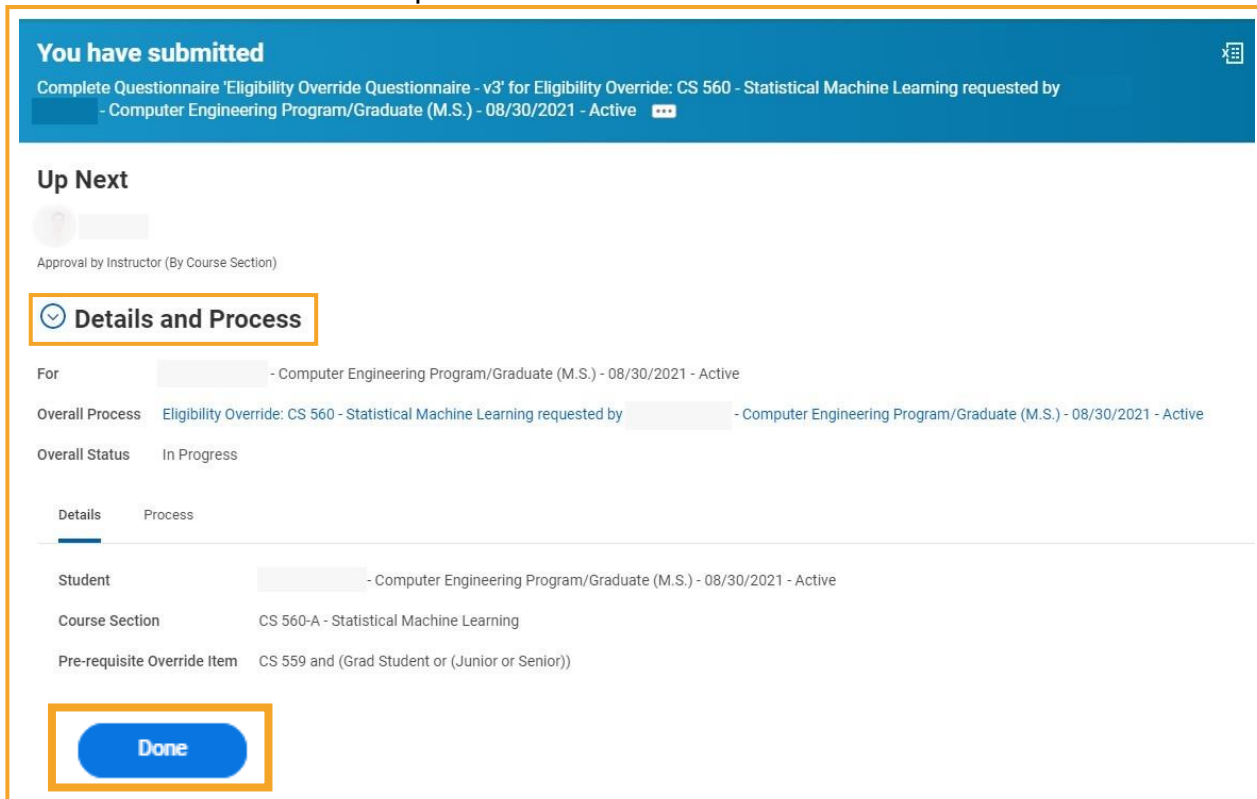 You have submitted
Complete Questionnaire 'Eligibility Override Questionnaire - v3' for Eligibility Override: CS 560 - Statistical Machine Learning requested by
- Computer Engineering Program/Graduate (M.S.) - 08/30/2021 - Active
Up Next
Approval by Instructor (By Course Section)
Details and Process
For - Computer Engineering Program/Graduate (M.S.) - 08/30/2021 - Active
Overall Process Eligibility Override: CS 560 - Statistical Machine Learning requested by - Computer Engineering Program/Graduate (M.S.) - 08/30/2021 - Active
Overall Status In Progress
Details Process
Student - Computer Engineering Program/Graduate (M.S.) - 08/30/2021 - Active
Course Section CS 560-A - Statistical Machine Learning
Pre-requisite Override Item CS 559 and (Grad Student or (Junior or Senior))
Done